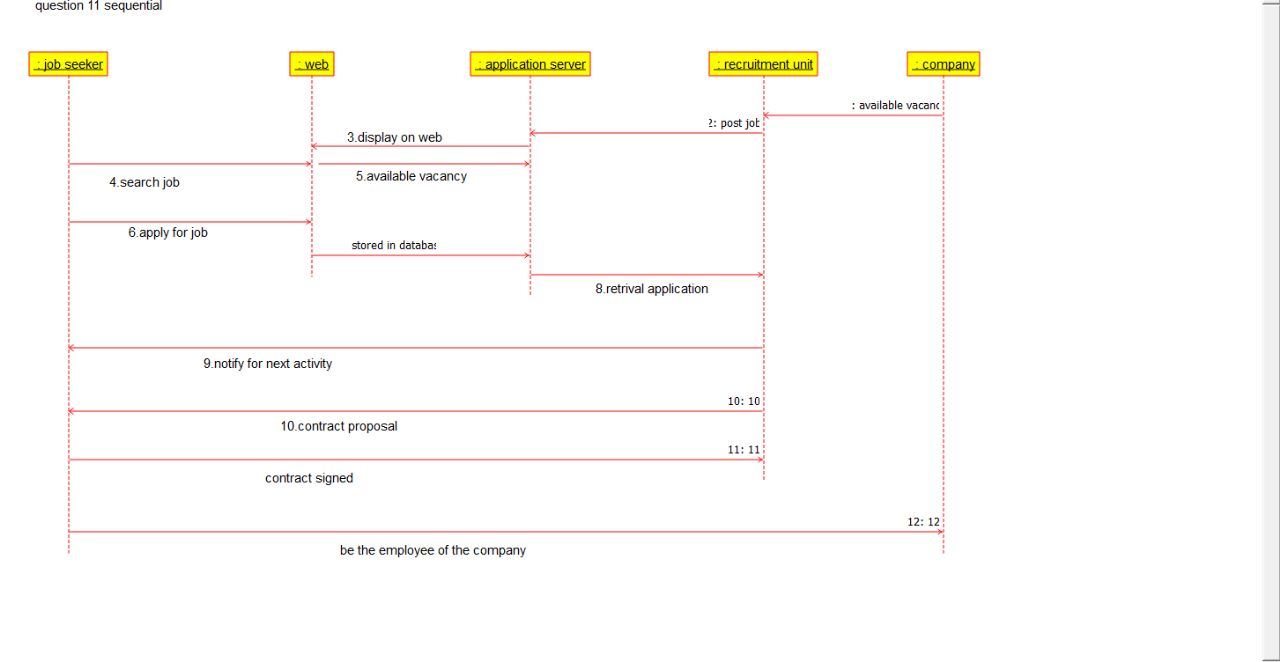 question 11 sequential
: job seeker
: web
: application server
: recruitment unit
: company
: available vacanc
2: post job
3.display on web
4.search job
5.available vacancy
6.apply for job
stored in databas
8.retrival application
9.notify for next activity
10: 10
10.contract proposal
11: 11
contract signed
12: 12
be the employee of the company